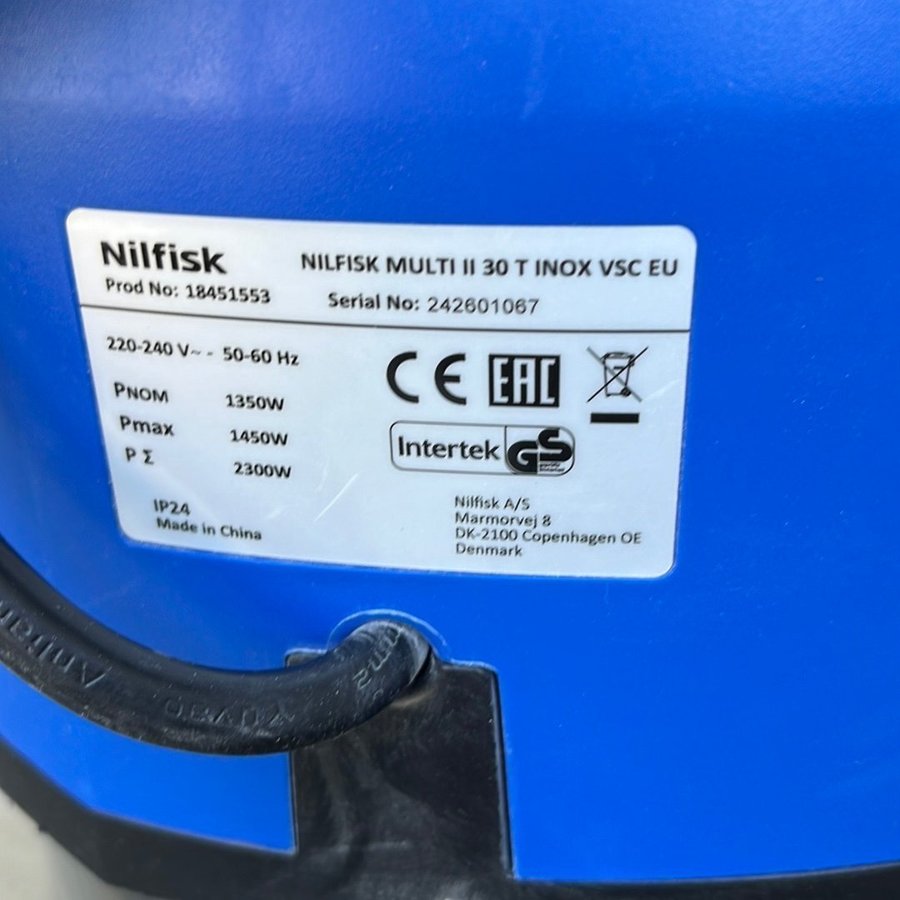 Nilfisk
NILFISK MULTI II 30 T INOX VSC EU
Prod No: 18451553
Serial No: 242601067
220-240 V~ - 50-60 Hz
PNOM 1350W
Pmax 1450W
P Σ 2300W
IP24
Made in China
CE EAC
Intertek GS
Nilfisk A/S
Marmorvej 8
DK-2100 Copenhagen OE
Denmark
mm2